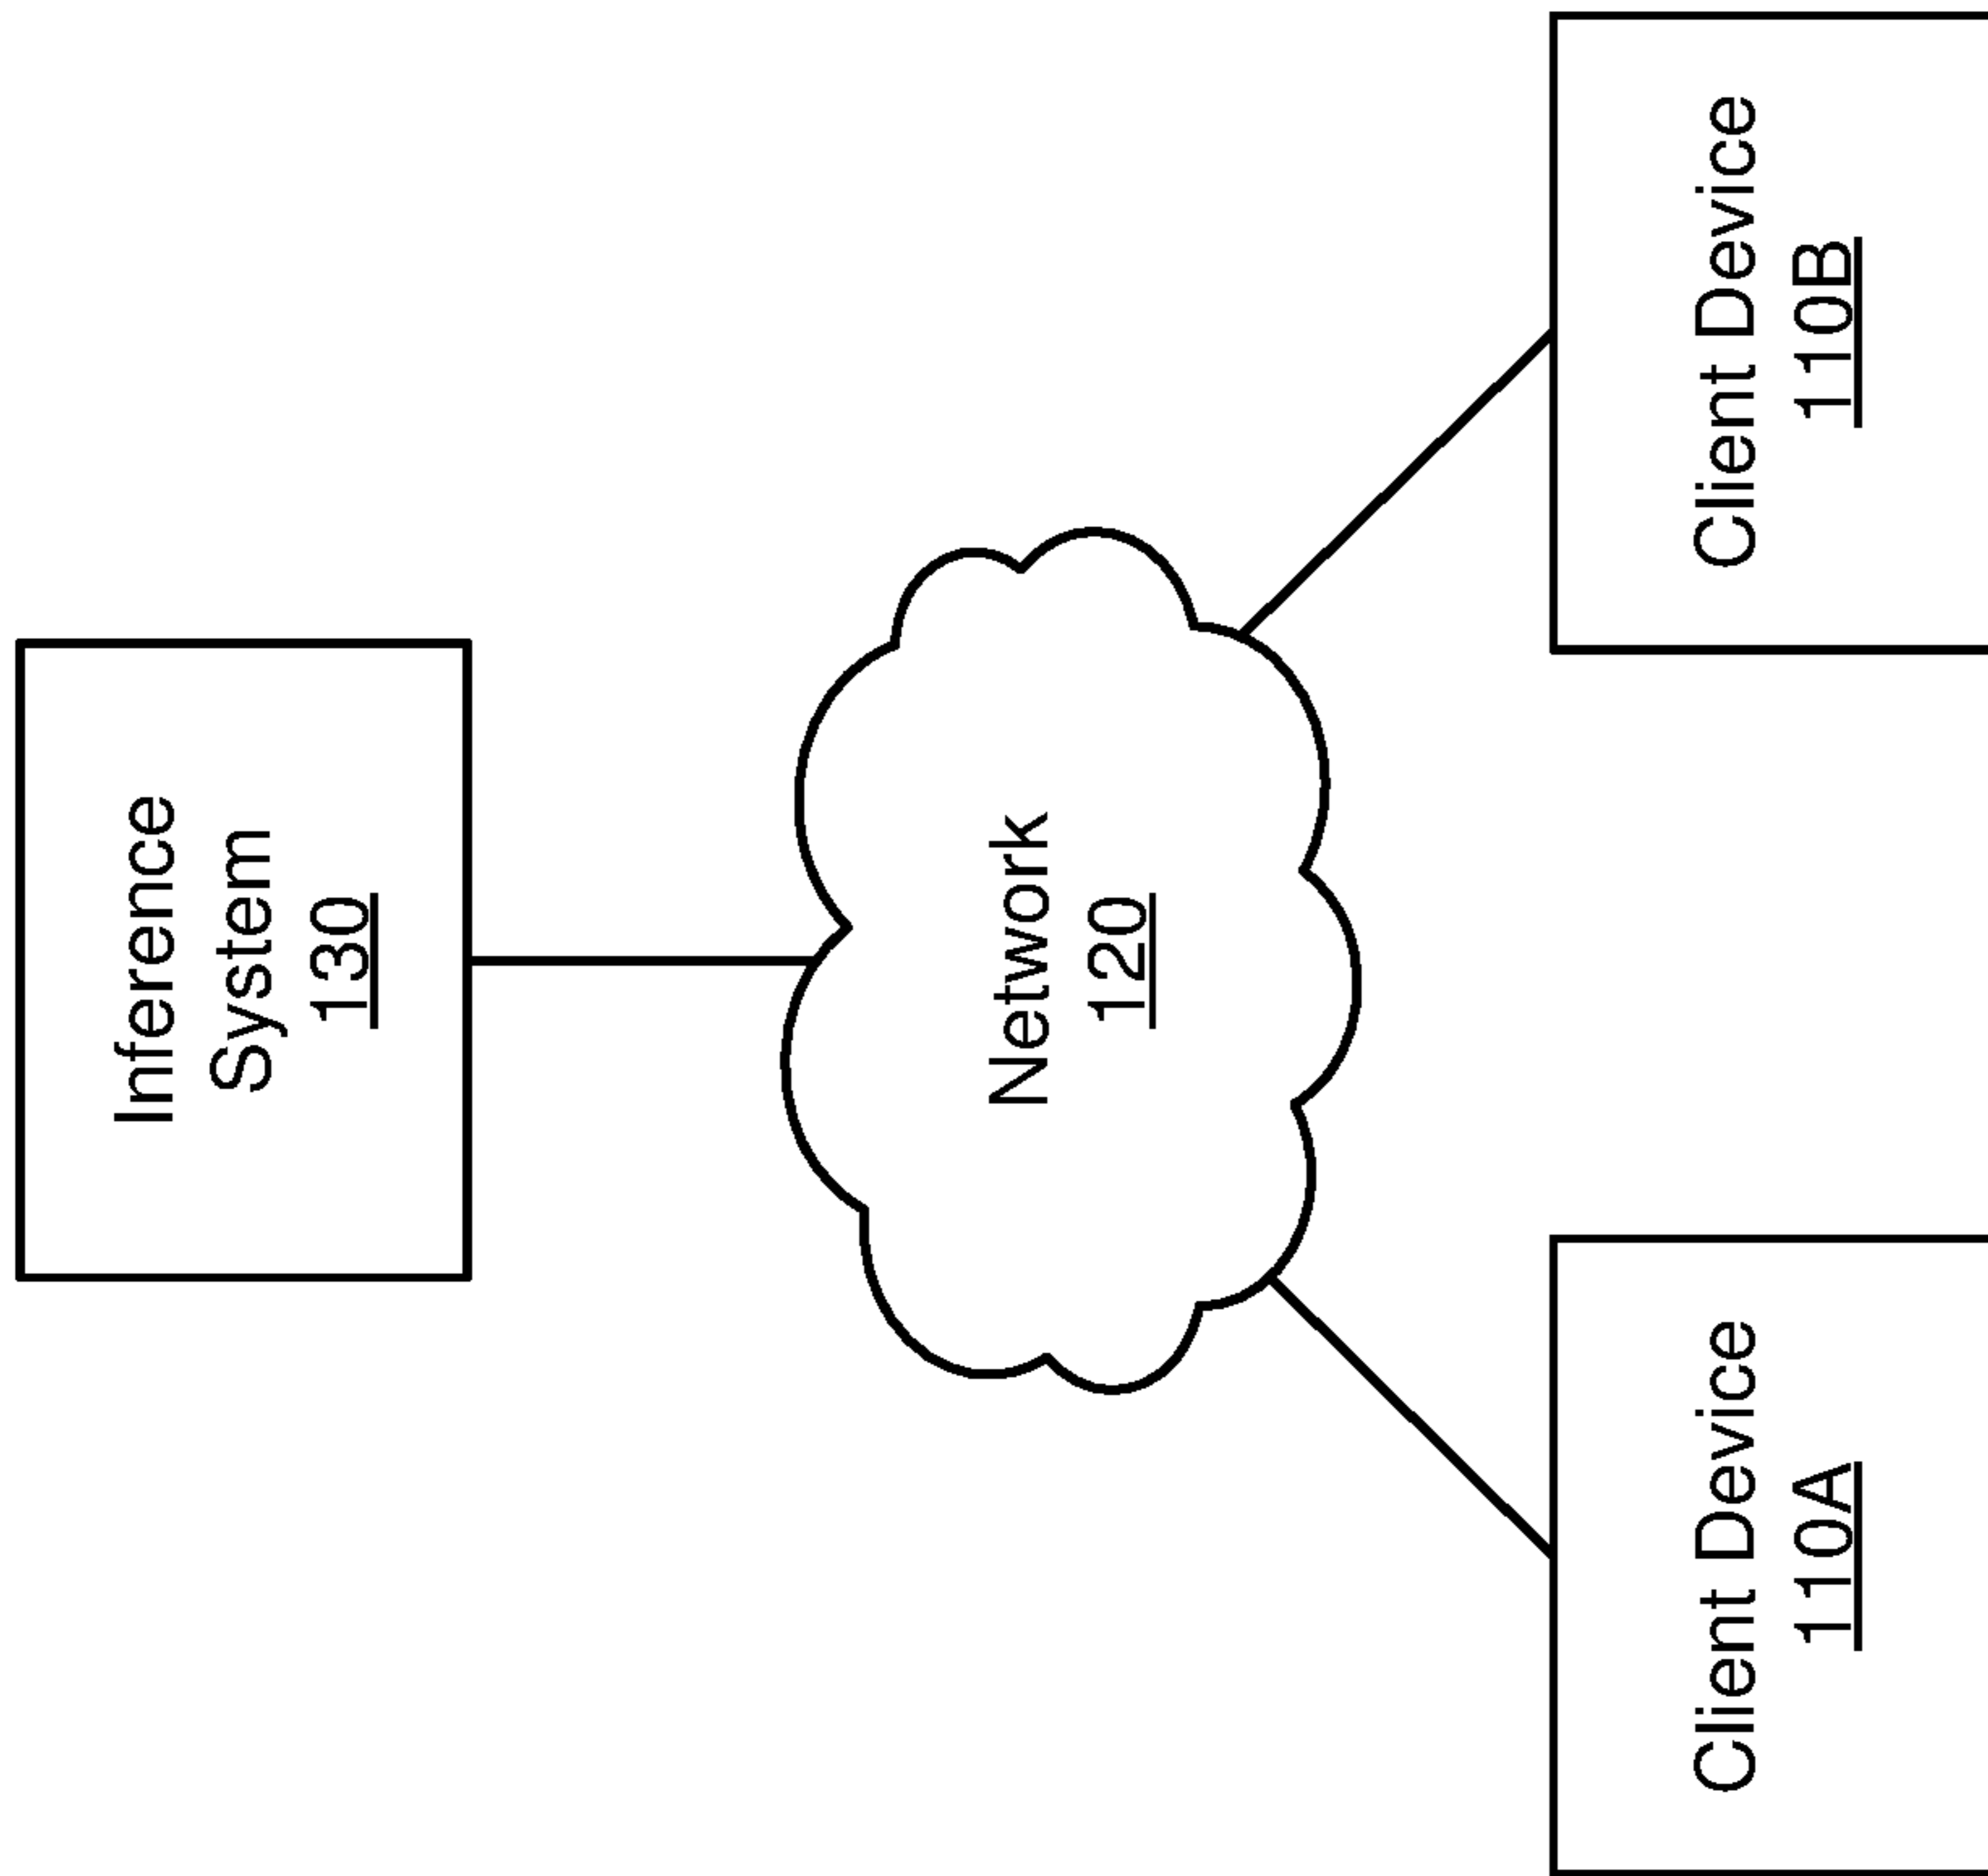 Inference
System
130
Network
120
Client Device
110A
Client Device
110B